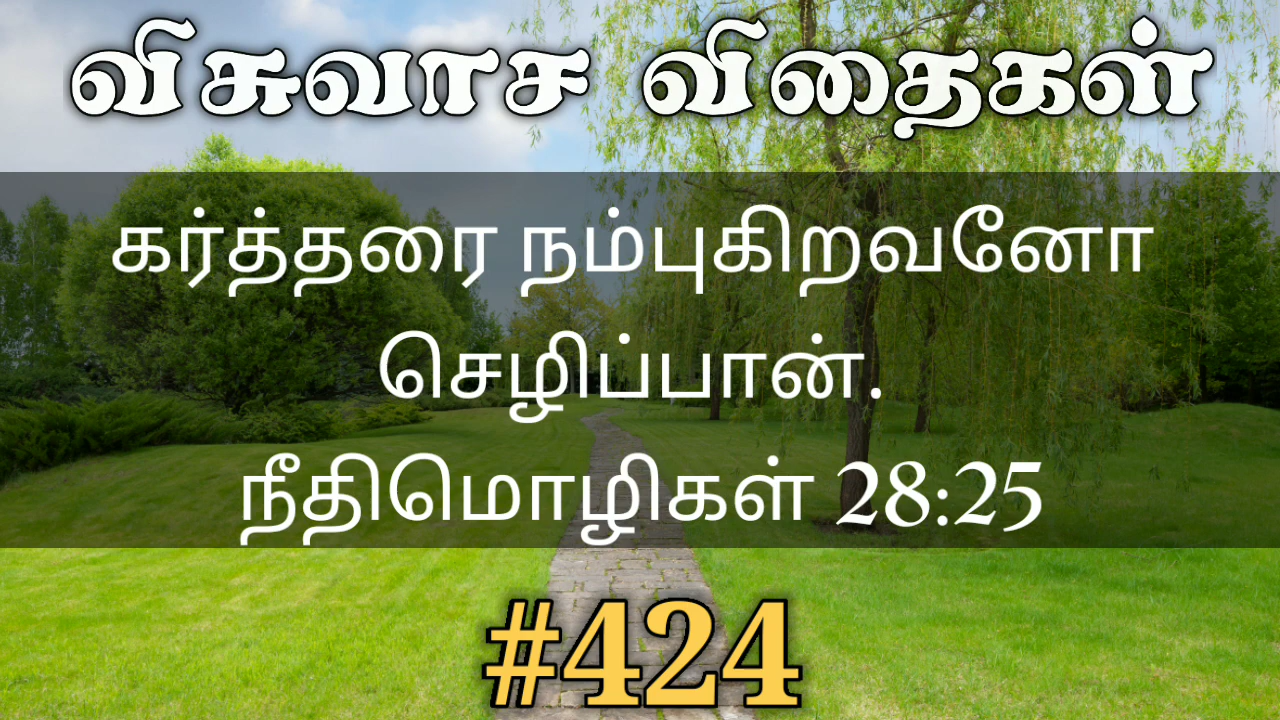 விசுவாச விதைகள்
கர்த்தரை நம்புகிறவனோ
செழிப்பான்.
நீதிமொழிகள் 28:25
#424